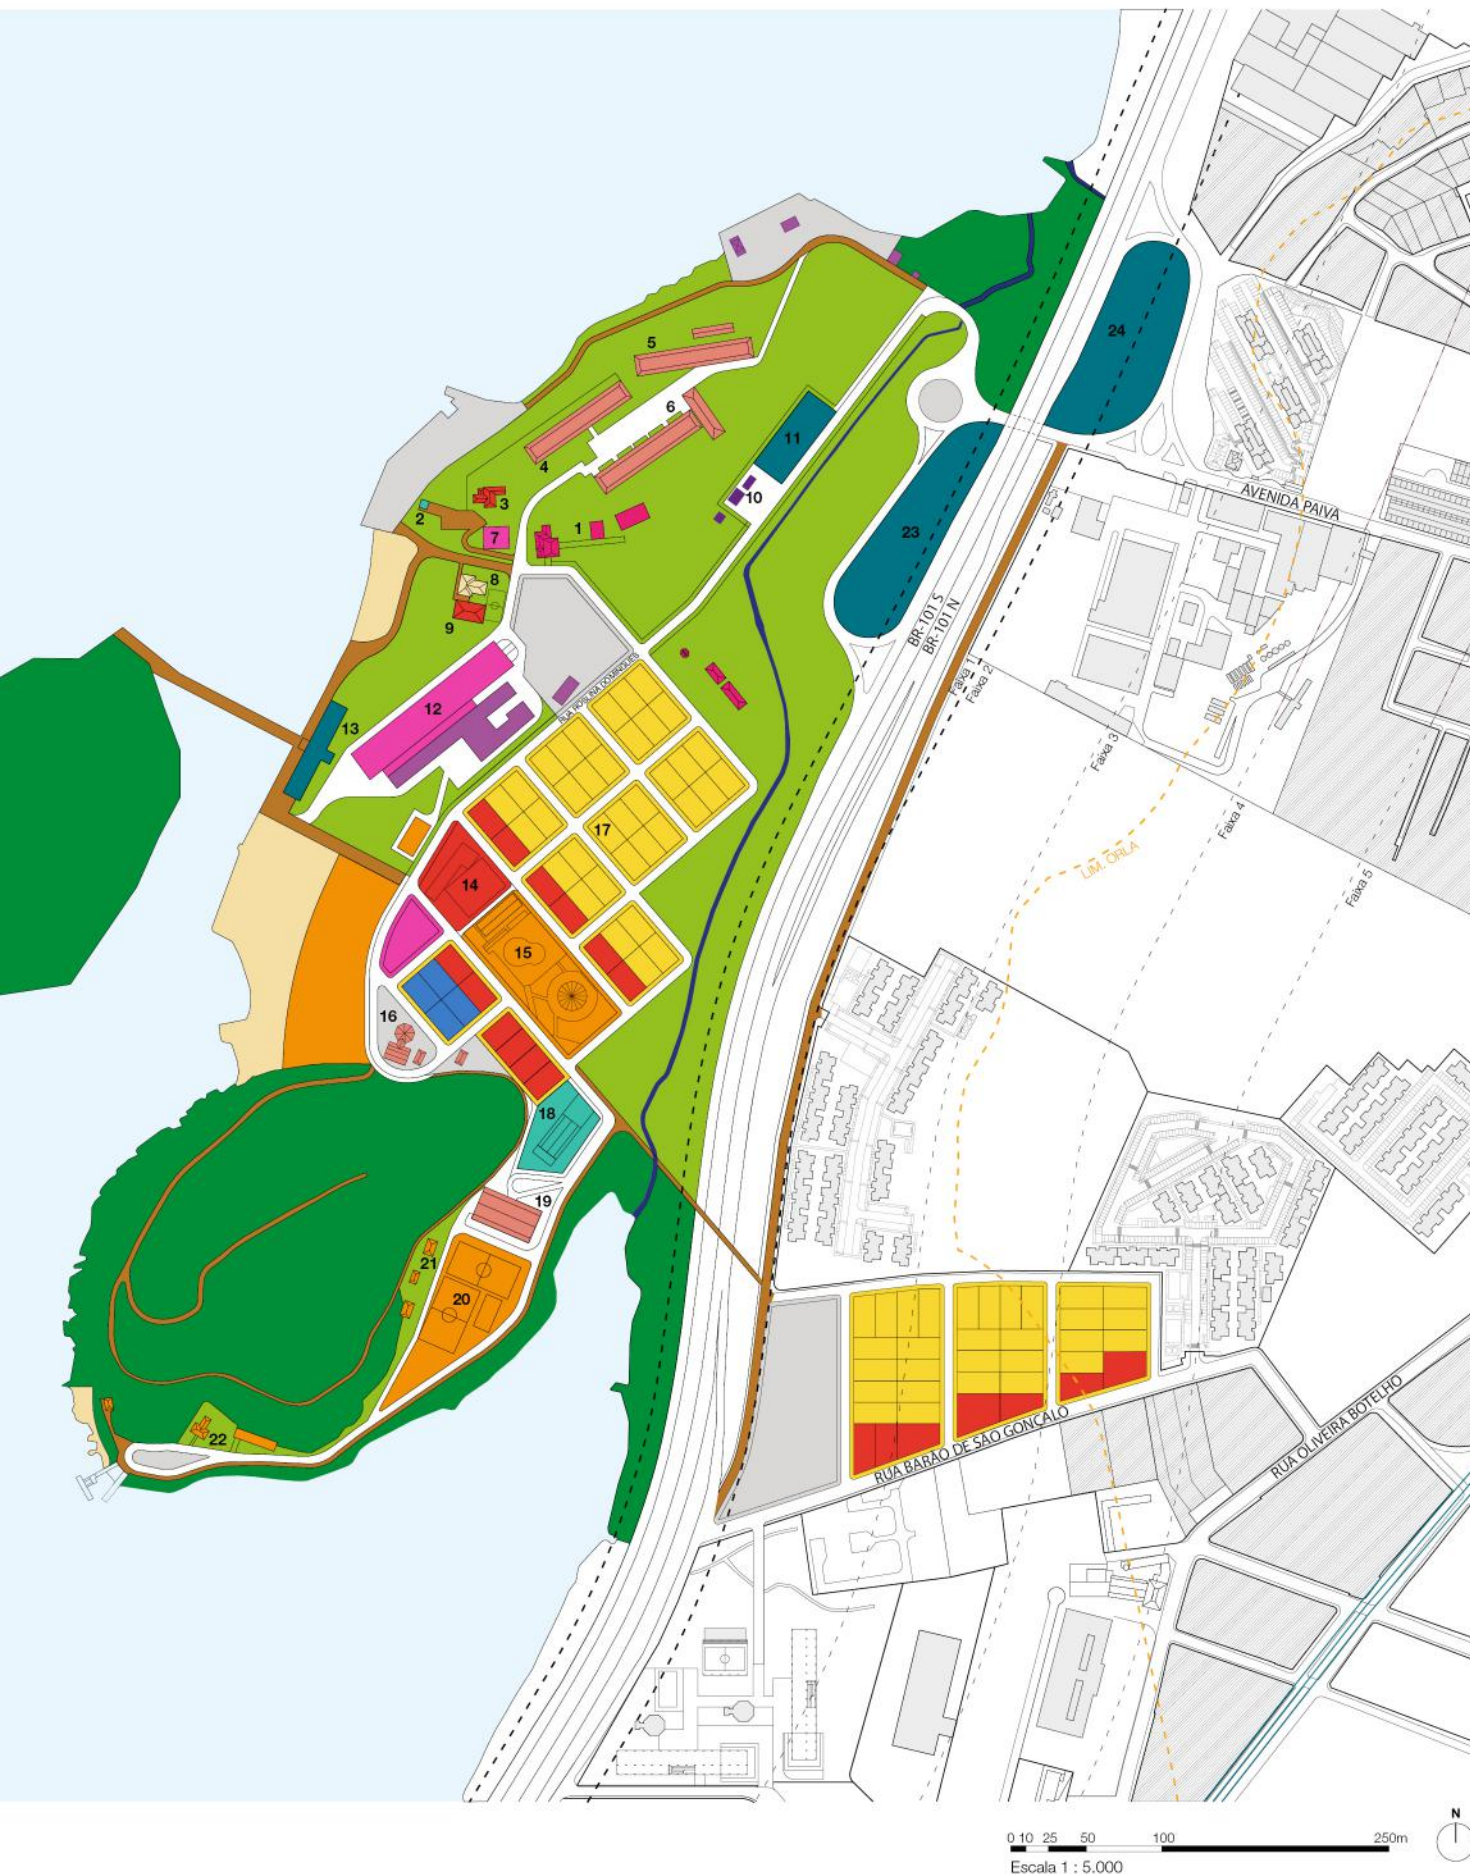 24
5
6
11
4
3
10
2
1
7
AVENIDA PAIVA
23
8
9
BR-101 S
BR-101 N
Faixa 1
Faixa 2
RUA ROSLINA DOMINGUES
12
13
Faixa 3
Faixa 4
17
LIM. ORLA
14
Faixa 5
15
16
18
19
21
20
22
RUA BARÃO DE SÃO GONÇALO
RUA OLIVEIRA BOTELHO
N
0 10 25 50 100 250m
Escala 1 : 5.000